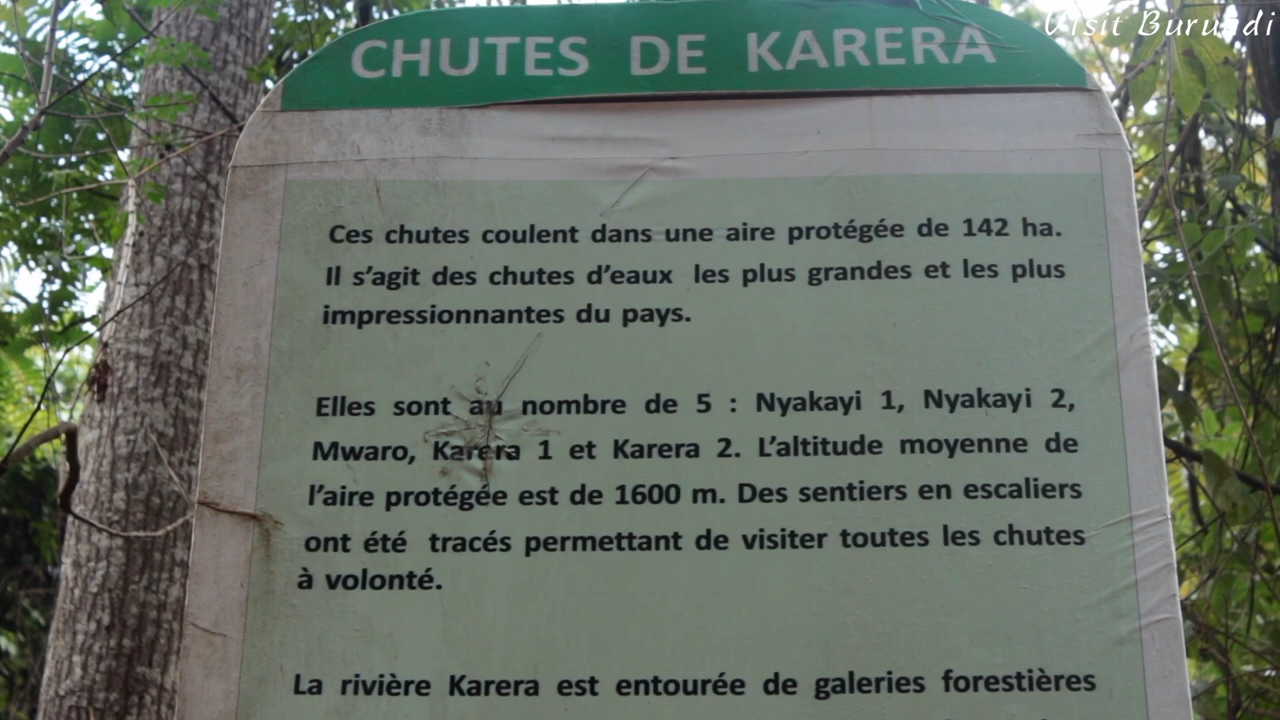 Visit Burundi
CHUTES DE KARERA
Ces chutes coulent dans une aire protégée de 142 ha.
Il s'agit des chutes d'eaux les plus grandes et les plus
impressionnantes du pays.
Elles sont au nombre de 5 : Nyakayi 1, Nyakayi 2,
Mwaro, Karera 1 et Karera 2. L'altitude moyenne de
l'aire protégée est de 1600 m. Des sentiers en escaliers
ont été tracés permettant de visiter toutes les chutes
à volonté.
La rivière Karera est entourée de galeries forestières